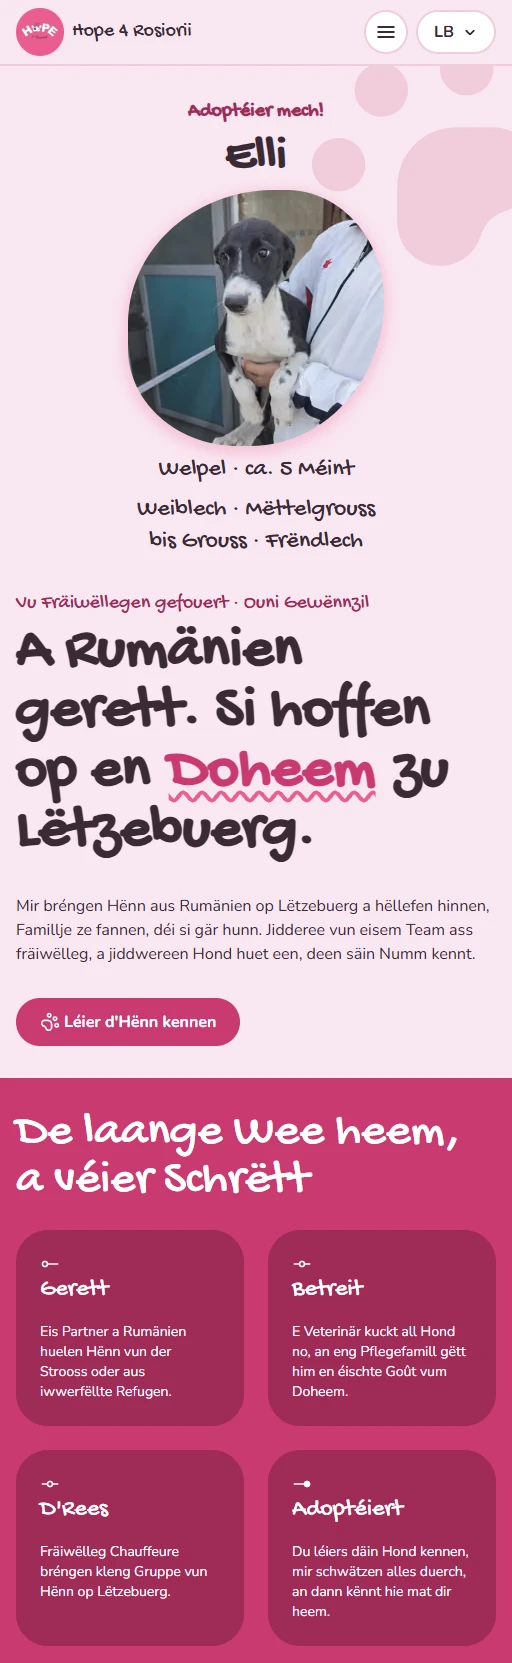 HOPE
Hope 4 Rosiorii
LB
Adoptéier mech!
Elli
Welpel · ca. 5 Méint
Weiblech · Mëttelgrouss
bis Grouss · Frëndlech
Vu Fräiwëllegen gefouert · Ouni Gewënnzil
A Rumänien
gerett. Si hoffen
op en Doheem zu
Lëtzebuerg.
Mir bréngen Hënn aus Rumänien op Lëtzebuerg a hëllefen hinnen,
Familljje ze fannen, déi si gär hunn. Jidderee vun eisem Team ass
fräiwëlleg, a jiddwereen Hond huet een, deen säin Numm kennt.
Léier d'Hënn kennen
De laange Wee heem,
a véier Schrëtt
Gerett
Eis Partner a Rumänien
huelen Hënn vun der
Strooss oder aus
iwwerfëllte Refugen.
Betreit
E Veterinär kuckt all Hond
no, an eng Pflegefamill gëtt
him en éischte Goût vum
Doheem.
D'Rees
Fräiwëlleg Chauffeure
bréngen kleng Gruppe vun
Hënn op Lëtzebuerg.
Adoptéiert
Du léiers däin Hond kennen,
mir schwätzen alles duerch,
an dann kënnt hie mat dir
heem.